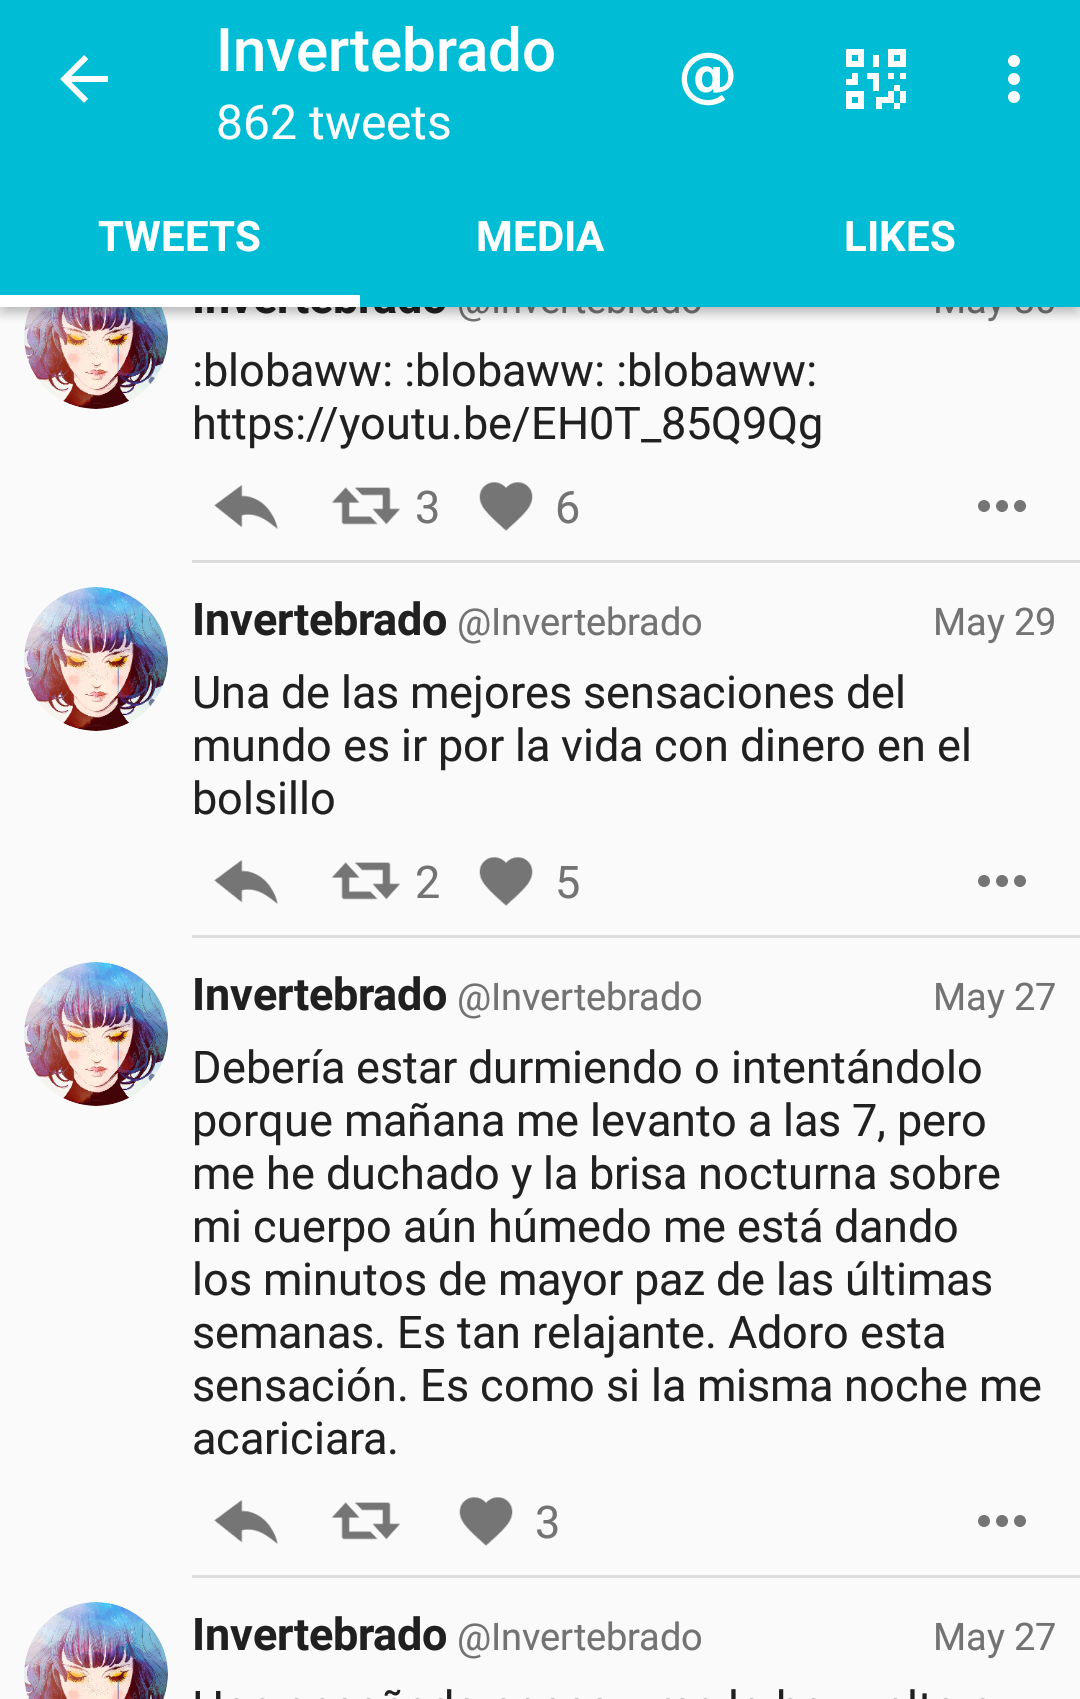 Invertebrado
862 tweets
@
TWEETS MEDIA LIKES
Invertebrado @Invertebrado May 30
:blobaww: :blobaww: :blobaww:
https://youtu.be/EH0T_85Q9Qg
3 6
Invertebrado @Invertebrado May 29
Una de las mejores sensaciones del
mundo es ir por la vida con dinero en el
bolsillo
2 5
Invertebrado @Invertebrado May 27
Debería estar durmiendo o intentándolo
porque mañana me levanto a las 7, pero
me he duchado y la brisa nocturna sobre
mi cuerpo aún húmedo me está dando
los minutos de mayor paz de las últimas
semanas. Es tan relajante. Adoro esta
sensación. Es como si la misma noche me
acariciara.
3
Invertebrado @Invertebrado May 27